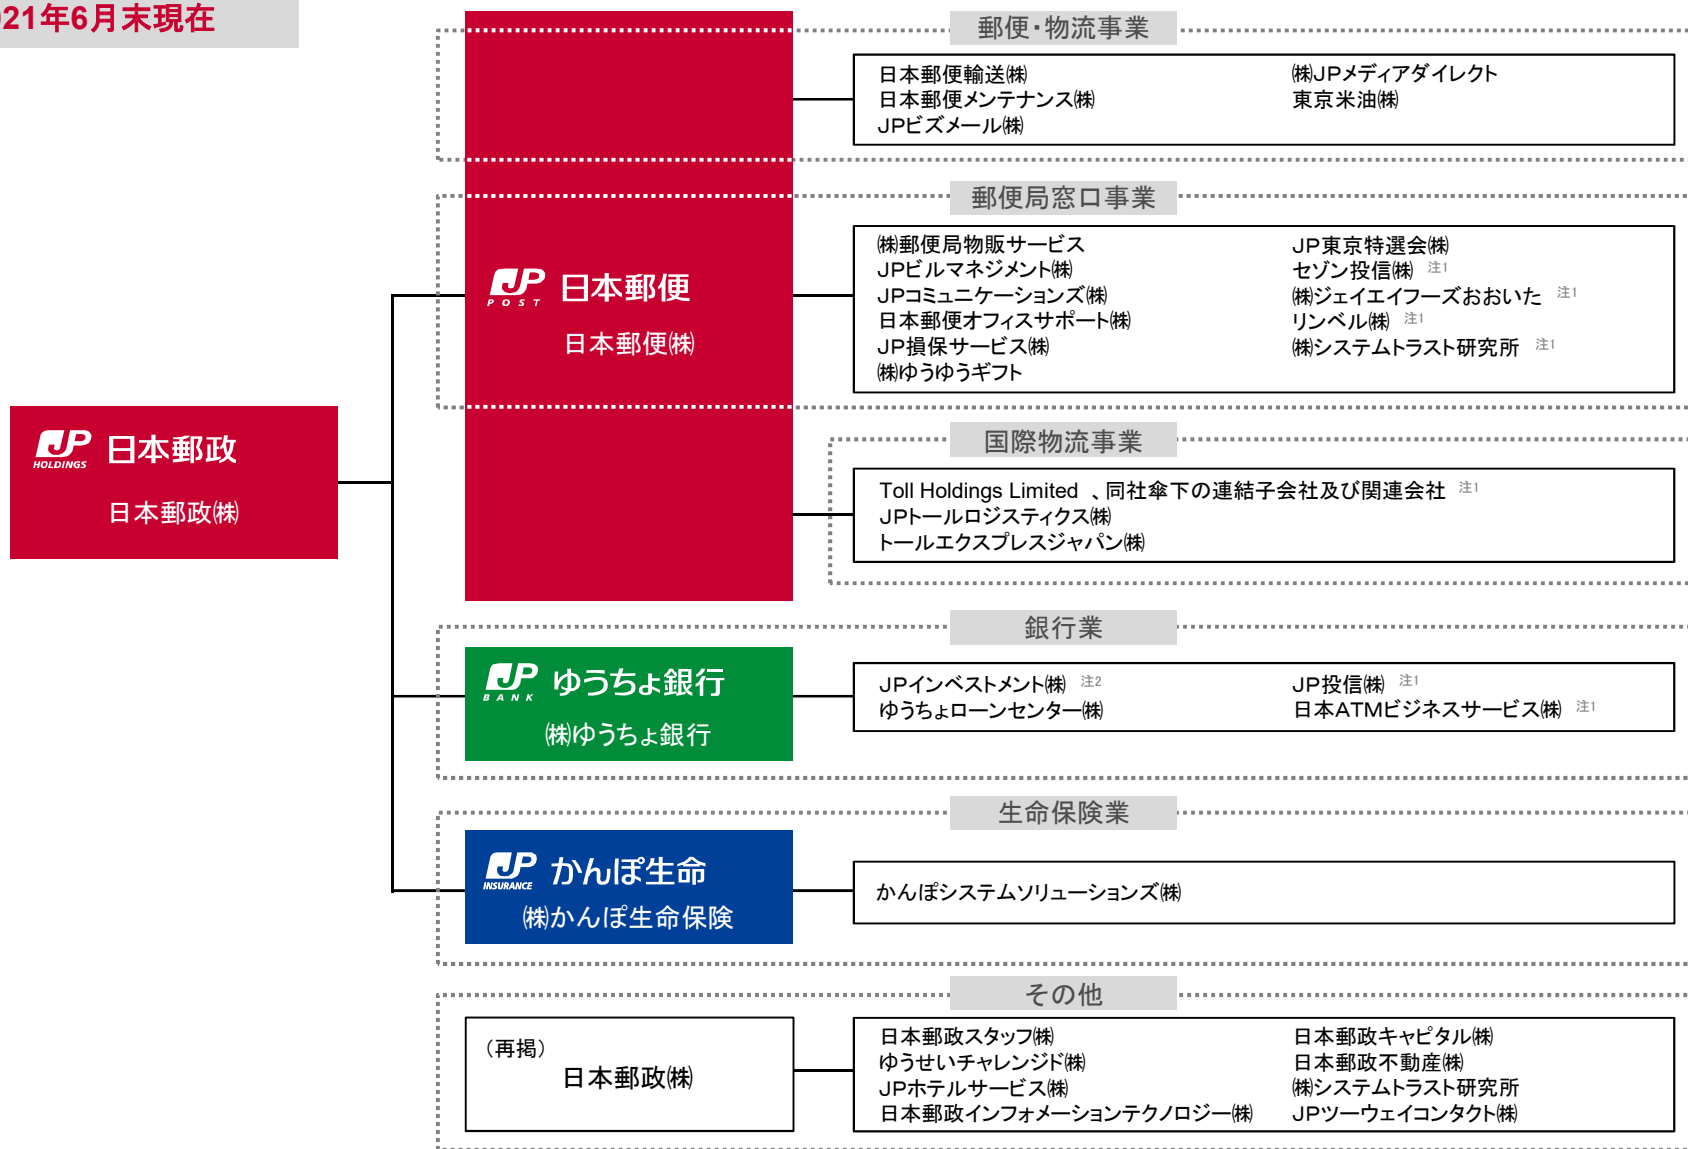 021年6月末現在
郵便・物流事業
日本郵便輸送㈱
日本郵便メンテナンス㈱
JPビズメール㈱
㈱JPメディアダイレクト
東京米油㈱
郵便局窓口事業
㈱郵便局物販サービス
JPビルマネジメント㈱
JPコミュニケーションズ㈱
日本郵便オフィスサポート㈱
JP損保サービス㈱
㈱ゆうゆうギフト
JP東京特選会㈱
セゾン投信㈱ 注1
㈱ジェイエイフーズおおいた 注1
リンベル㈱ 注1
㈱システムトラスト研究所 注1
JP POST 日本郵便
日本郵便㈱
JP HOLDINGS 日本郵政
日本郵政㈱
国際物流事業
Toll Holdings Limited 、同社傘下の連結子会社及び関連会社 注1
JPトールロジスティクス㈱
トールエクスプレスジャパン㈱
銀行業
JP BANK ゆうちょ銀行
㈱ゆうちょ銀行
JPインベストメント㈱ 注2
ゆうちょローンセンター㈱
JP投信㈱ 注1
日本ATMビジネスサービス㈱ 注1
生命保険業
JP INSURANCE かんぽ生命
㈱かんぽ生命保険
かんぽシステムソリューションズ㈱
その他
（再掲）
日本郵政㈱
日本郵政スタッフ㈱
ゆうせいチャレンジド㈱
JPホテルサービス㈱
日本郵政インフォメーションテクノロジー㈱
日本郵政キャピタル㈱
日本郵政不動産㈱
㈱システムトラスト研究所
JPツーウェイコンタクト㈱